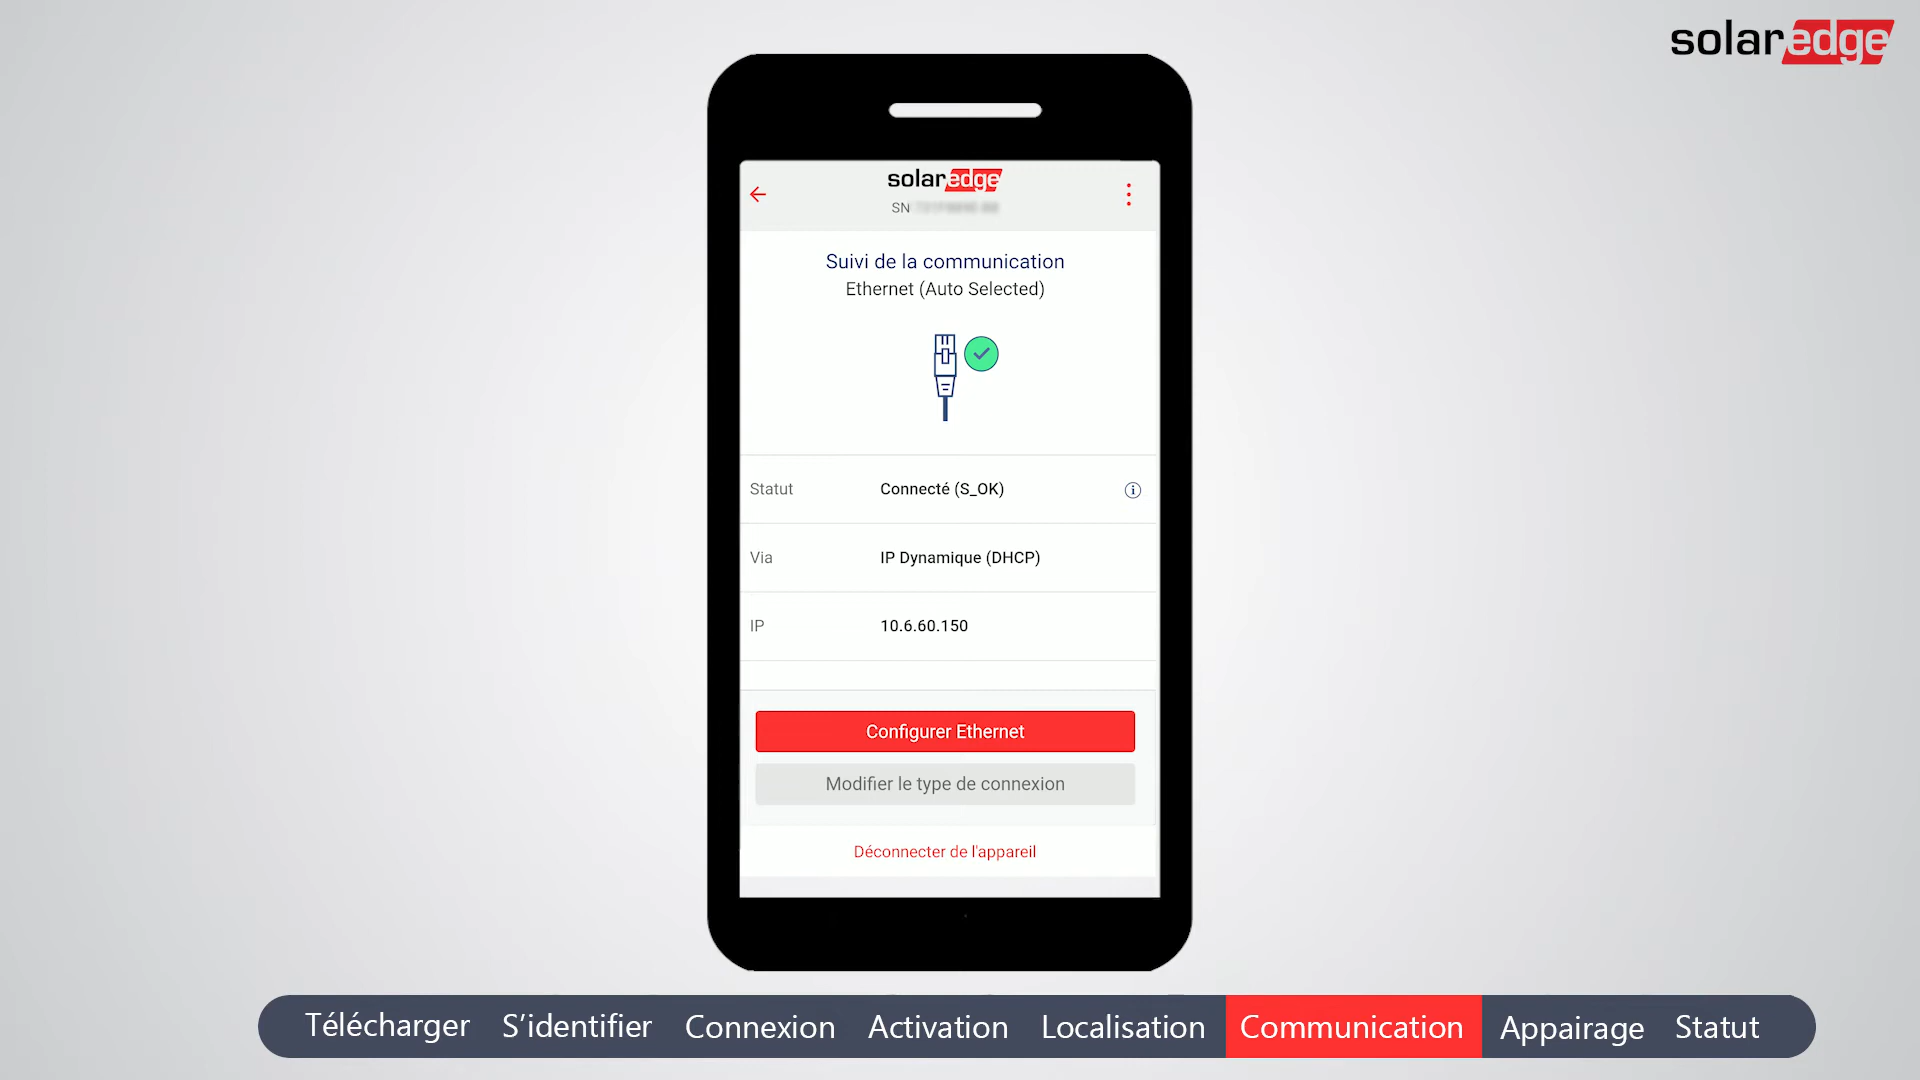 solaredge
solaredge
SN
Suivi de la communication
Ethernet (Auto Selected)
Statut Connecté (S_OK)
Via IP Dynamique (DHCP)
IP 10.6.60.150
Configurer Ethernet
Modifier le type de connexion
Déconnecter de l'appareil
Télécharger S’identifier Connexion Activation Localisation Communication Appairage Statut